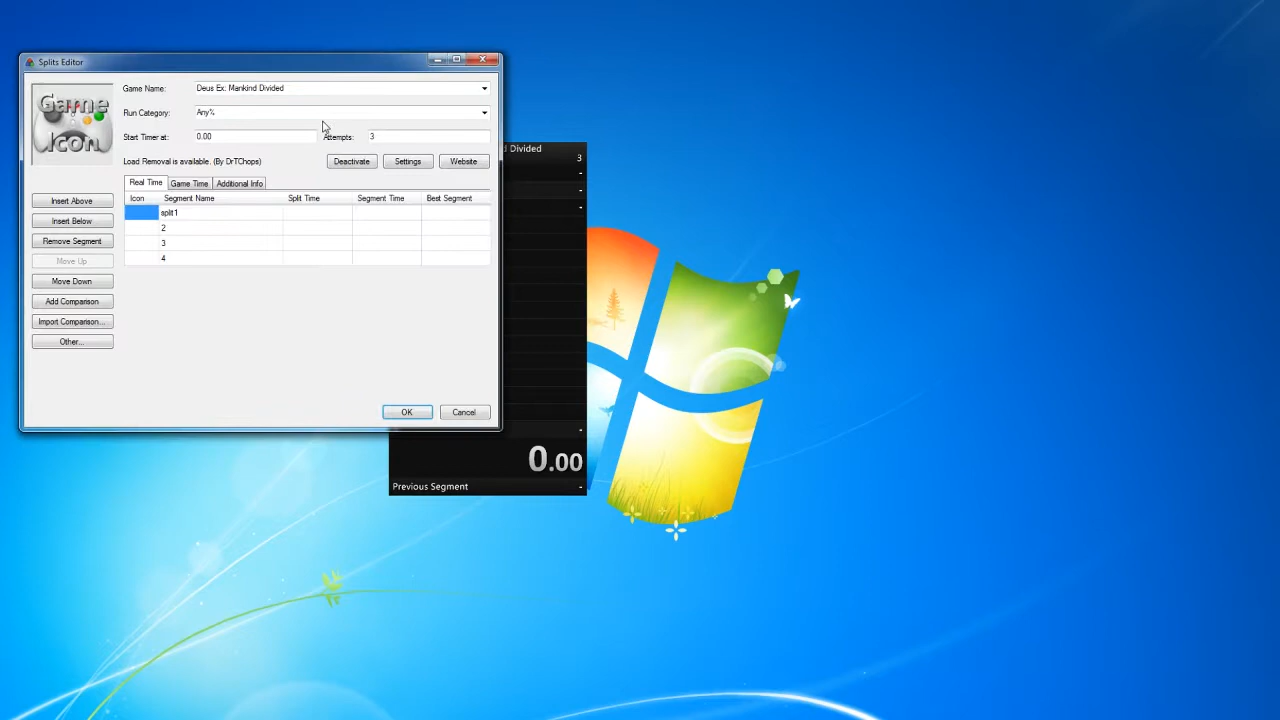 Splits Editor
Game Icon
Game Name: Deus Ex: Mankind Divided
Run Category: Any%
Start Timer at: 0.00 Attempts: 3
Load Removal is available. (By DrTChops) Deactivate Settings Website
Real Time Game Time Additional Info
Icon Segment Name Split Time Segment Time Best Segment
split1
2
3
4
Insert Above
Insert Below
Remove Segment
Move Up
Move Down
Add Comparison
Import Comparison...
Other...
OK Cancel
d Divided
3
-
-
-
-
0.00
Previous Segment -